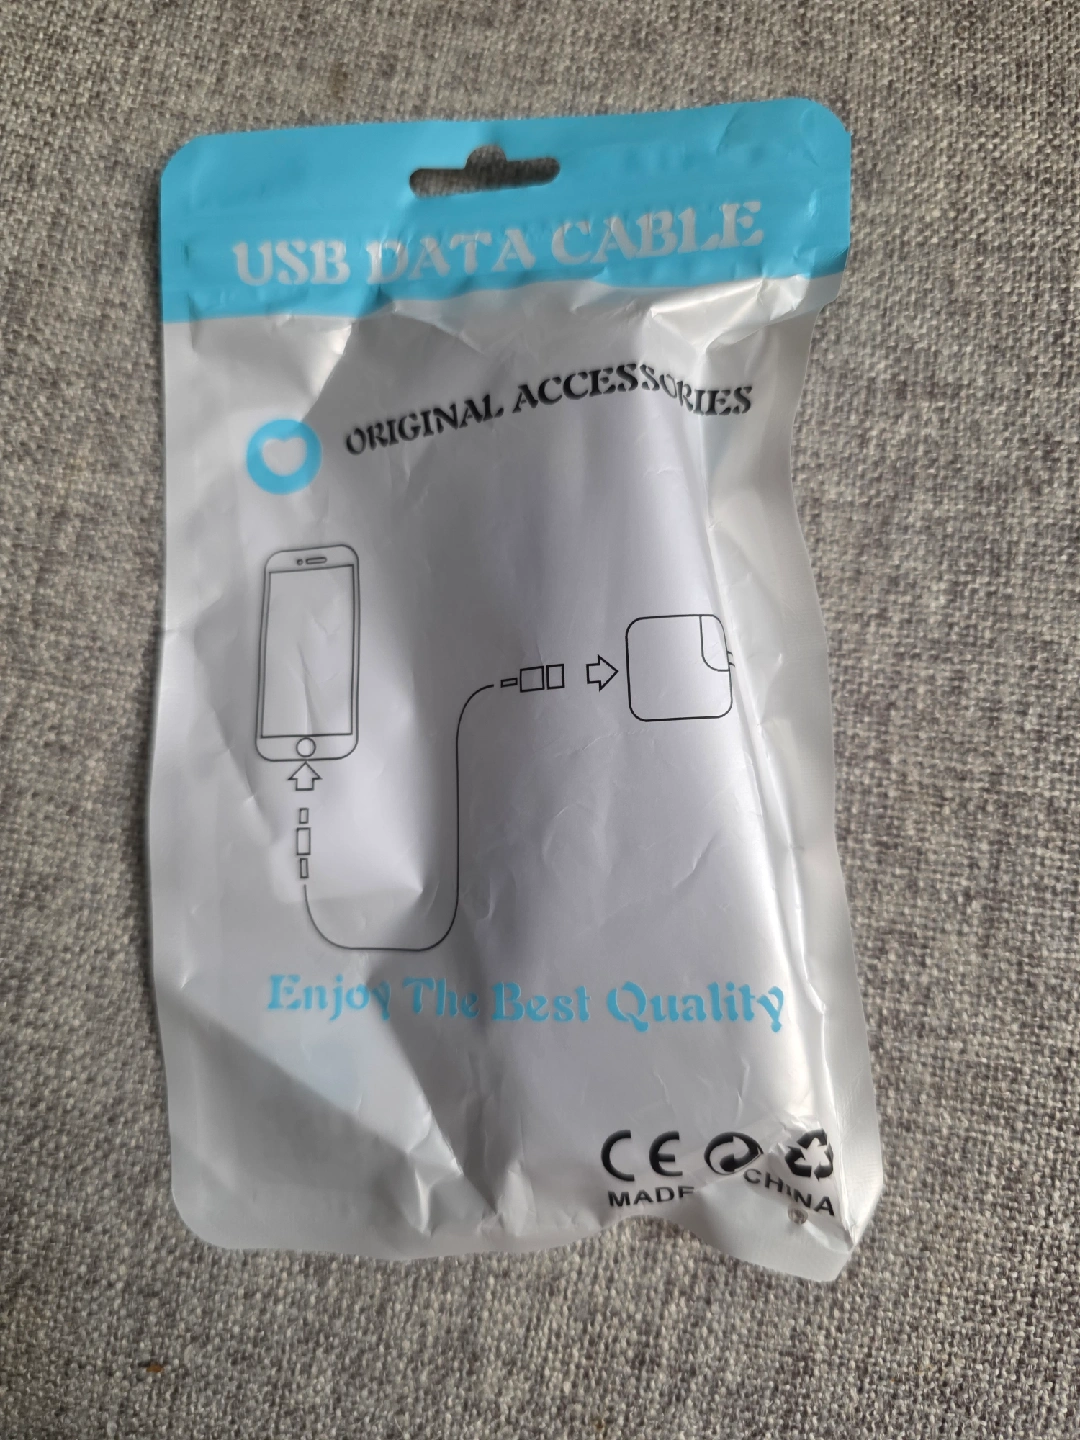 USB DATA CABLE
ORIGINAL ACCESSORIES
Enjoy The Best Quality
CE
MADE CHINA